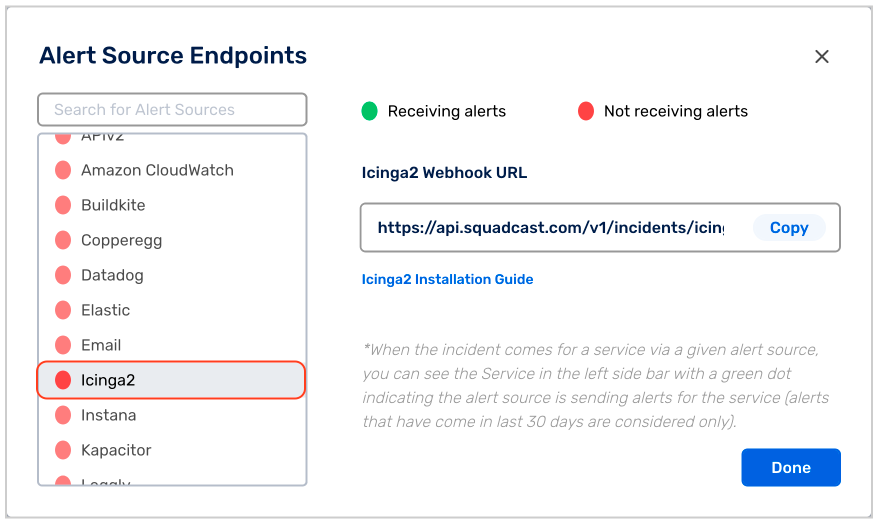 Alert Source Endpoints
Search for Alert Sources
APIv2
Amazon CloudWatch
Buildkite
Copperegg
Datadog
Elastic
Email
Icinga2
Instana
Kapacitor
Loggly
Receiving alerts
Not receiving alerts
Icinga2 Webhook URL
https://api.squadcast.com/v1/incidents/icing
Copy
Icinga2 Installation Guide
*When the incident comes for a service via a given alert source,
you can see the Service in the left side bar with a green dot
indicating the alert source is sending alerts for the service (alerts
that have come in last 30 days are considered only).
Done